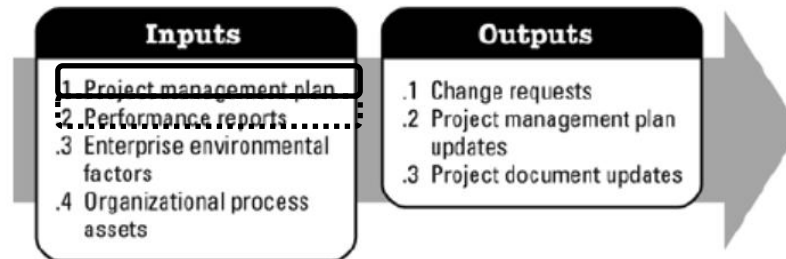 Inputs
.1 Project management plan
.2 Performance reports
.3 Enterprise environmental
factors
.4 Organizational process
assets
Outputs
.1 Change requests
.2 Project management plan
updates
.3 Project document updates